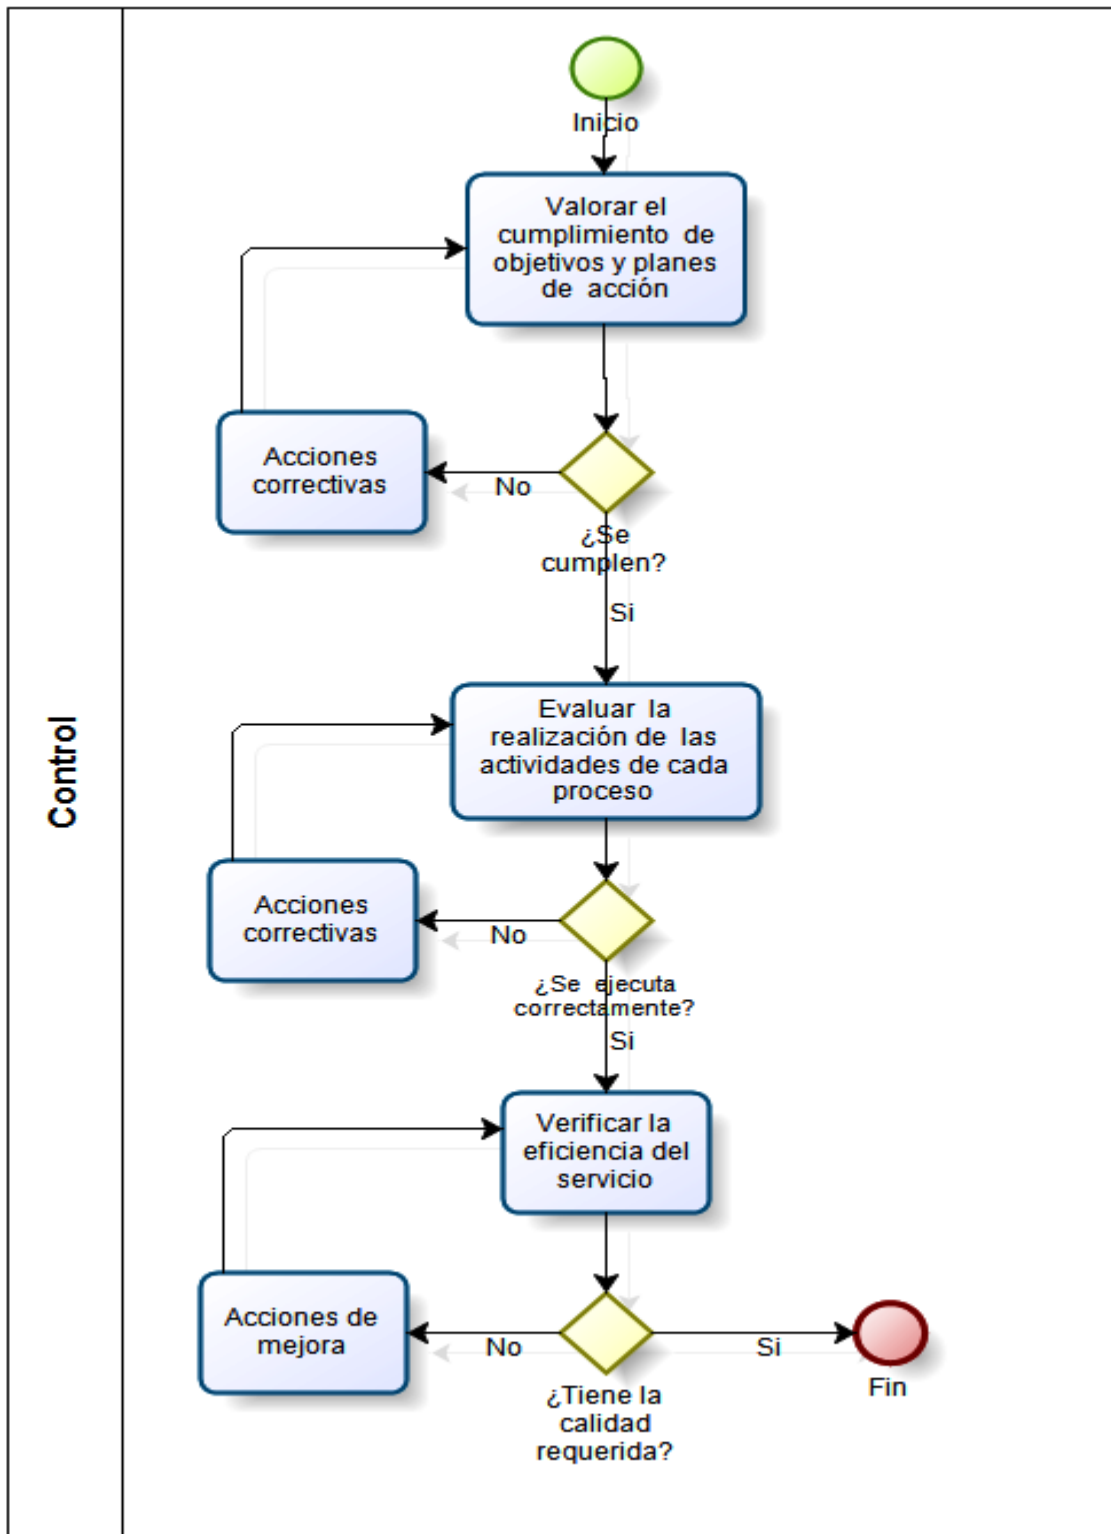 Control
Inicio
Valorar el
cumplimiento de
objetivos y planes
de acción
Acciones
correctivas
No
¿Se
cumplen?
Si
Evaluar la
realización de las
actividades de cada
proceso
Acciones
correctivas
No
¿Se ejecuta
correctamente?
Si
Verificar la
eficiencia del
servicio
Acciones de
mejora
No
Si
Fin
¿Tiene la
calidad
requerida?